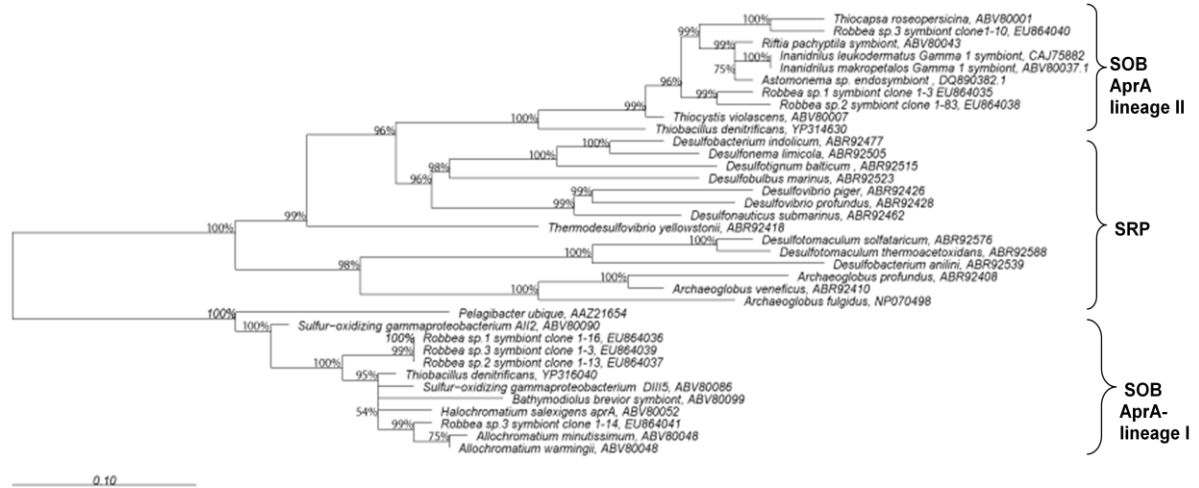 100% Thiocapsa roseopersicina, ABV80001
99% Robbea sp.3 symbiont clone1-10, EU864040
99% Riftia pachyptila symbiont, ABV80043
100% Inanidrilus leukodermatus Gamma 1 symbiont, CAJ75882
75% Inanidrilus makropetalos Gamma 1 symbiont, ABV80037.1
96% Astomonema sp. endosymbiont , DQ890382.1
99% Robbea sp.1 symbiont clone 1-3 EU864035
99% Robbea sp.2 symbiont clone 1-83, EU864038
100% Thiocystis violascens, ABV80007
96% Thiobacillus denitrificans, YP314630
SOB
AprA
lineage II
100% Desulfobacterium indolicum, ABR92477
100% Desulfonema limicola, ABR92505
98% Desulfotignum balticum , ABR92515
96% Desulfobulbus marinus, ABR92523
99% Desulfovibrio piger, ABR92426
99% Desulfovibrio profundus, ABR92428
99% Desulfonauticus submarinus, ABR92462
100% Thermodesulfovibrio yellowstonii, ABR92418
SRP
100% Desulfotomaculum solfataricum, ABR92576
100% Desulfotomaculum thermoacetoxidans, ABR92588
98% Desulfobacterium anilini, ABR92539
100% Archaeoglobus profundus, ABR92408
100% Archaeoglobus veneficus, ABR92410
Archaeoglobus fulgidus, NP070498
100% Pelagibacter ubique, AAZ21654
100% Sulfur-oxidizing gammaproteobacterium AII2, ABV80090
100% Robbea sp.1 symbiont clone 1-16, EU864036
99% Robbea sp.3 symbiont clone 1-3, EU864039
100% Robbea sp.2 symbiont clone 1-13, EU864037
95% Thiobacillus denitrificans, YP316040
Sulfur-oxidizing gammaproteobacterium DIII5, ABV80086
Bathymodiolus brevior symbiont, ABV80099
54% Halochromatium salexigens aprA, ABV80052
99% Robbea sp.3 symbiont clone 1-14, EU864041
75% Allochromatium minutissimum, ABV80048
Allochromatium warmingii, ABV80048
SOB
AprA-
lineage I
0.10